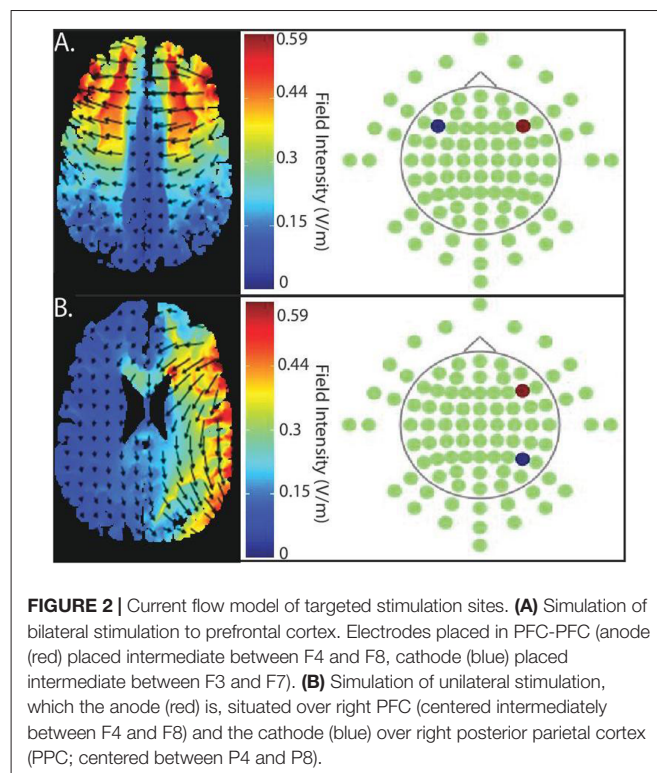 A.
0.59
0.44
0.3
0.15
0
Field Intensity (V/m)
B.
0.59
0.44
0.3
0.15
0
Field Intensity (V/m)
FIGURE 2 | Current flow model of targeted stimulation sites. (A) Simulation of
bilateral stimulation to prefrontal cortex. Electrodes placed in PFC-PFC (anode
(red) placed intermediate between F4 and F8, cathode (blue) placed
intermediate between F3 and F7). (B) Simulation of unilateral stimulation,
which the anode (red) is, situated over right PFC (centered intermediately
between F4 and F8) and the cathode (blue) over right posterior parietal cortex
(PPC; centered between P4 and P8).